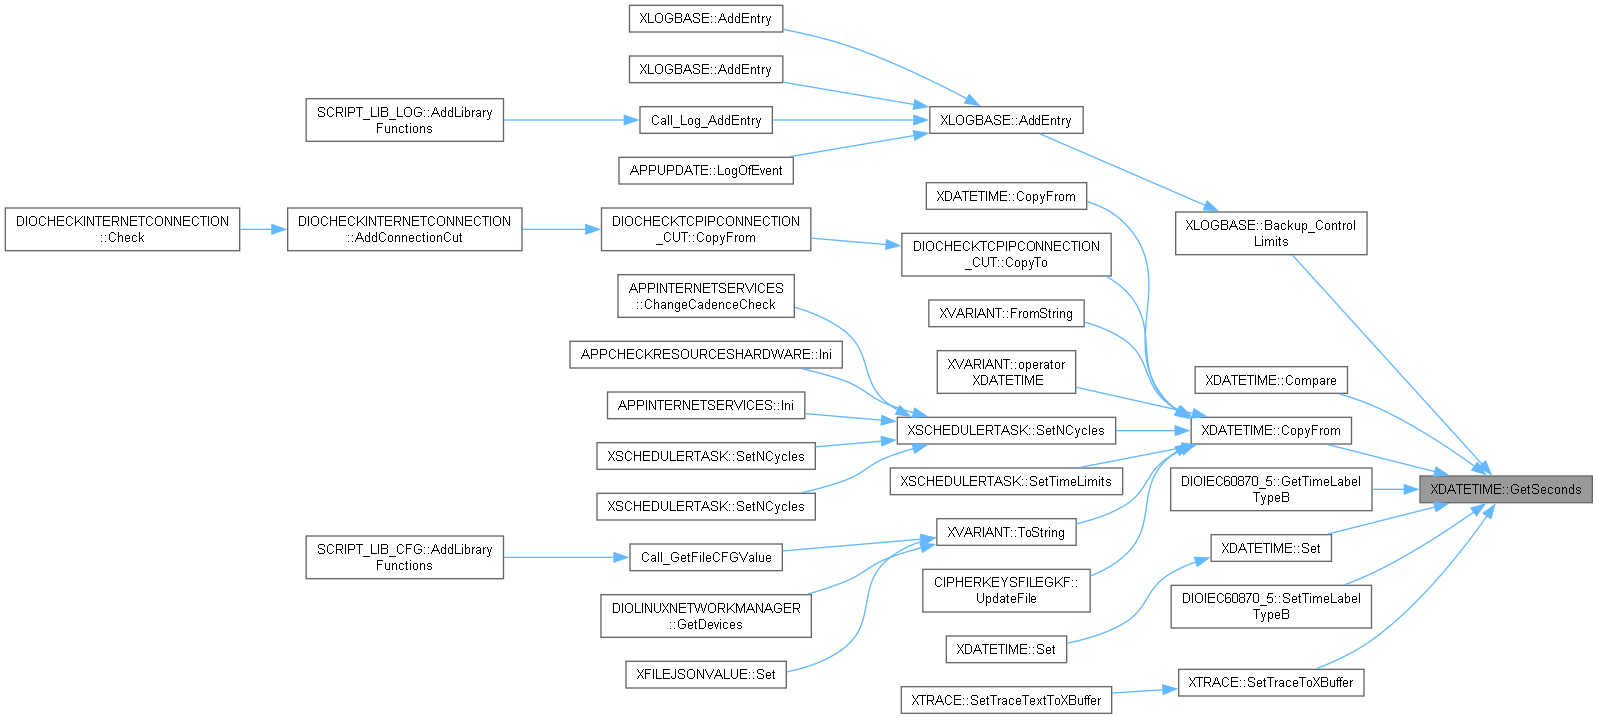 XLOGBASE::AddEntry
XLOGBASE::AddEntry
SCRIPT_LIB_LOG::AddLibrary
Functions
Call_Log_AddEntry
XLOGBASE::AddEntry
APPUPDATE::LogOfEvent
XDATETIME::CopyFrom
DIOCHECKINTERNETCONNECTION
::Check
DIOCHECKINTERNETCONNECTION
::AddConnectionCut
DIOCHECKTCPIPCONNECTION
_CUT::CopyFrom
XLOGBASE::Backup_Control
Limits
DIOCHECKTCPIPCONNECTION
_CUT::CopyTo
APPINTERNETSERVICES
::ChangeCadenceCheck
XVARIANT::FromString
APPCHECKRESOURCESHARDWARE::Ini
XVARIANT::operator
XDATETIME
XDATETIME::Compare
APPINTERNETSERVICES::Ini
XSCHEDULERTASK::SetNCycles
XDATETIME::CopyFrom
XSCHEDULERTASK::SetNCycles
XSCHEDULERTASK::SetTimeLimits
DIOIEC60870_5::GetTimeLabel
TypeB
XDATETIME::GetSeconds
XSCHEDULERTASK::SetNCycles
XVARIANT::ToString
XDATETIME::Set
SCRIPT_LIB_CFG::AddLibrary
Functions
Call_GetFileCFGValue
CIPHERKEYSFILEGKF::
UpdateFile
DIOIEC60870_5::SetTimeLabel
TypeB
DIOLINUXNETWORKMANAGER
::GetDevices
XDATETIME::Set
XFILEJSONVALUE::Set
XTRACE::SetTraceToXBuffer
XTRACE::SetTraceTextToXBuffer